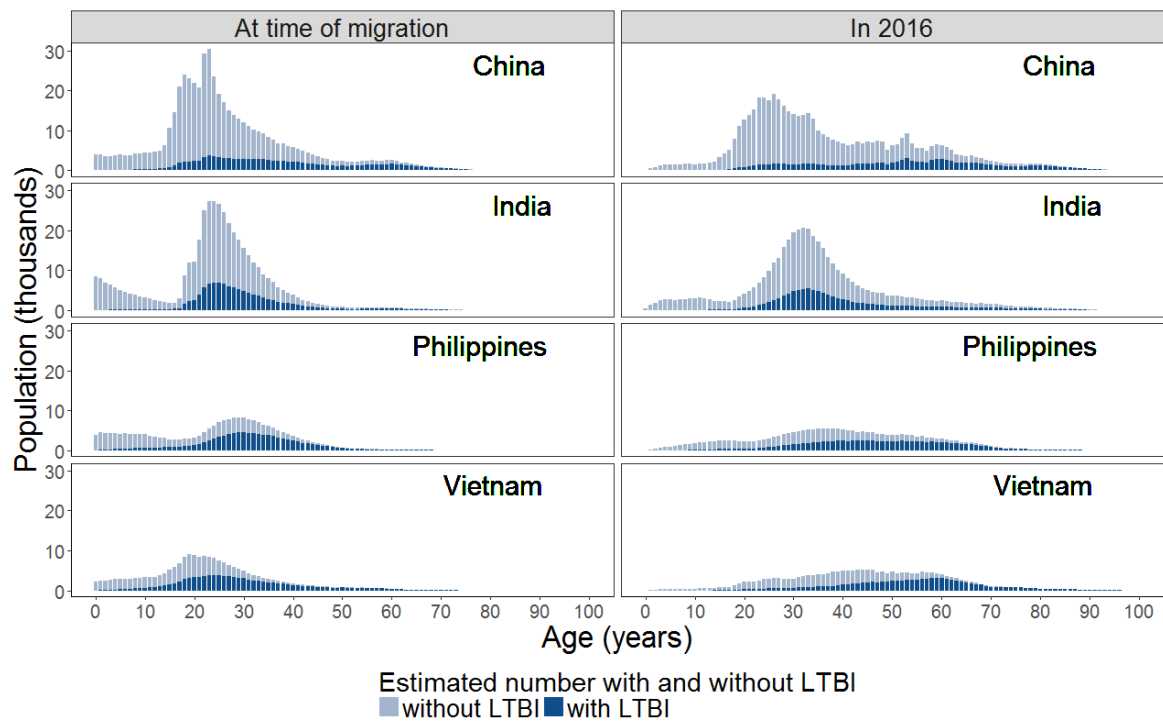 At time of migration
In 2016
Population (thousands)
China
China
30
20
10
0
India
India
30
20
10
0
Philippines
Philippines
30
20
10
0
Vietnam
Vietnam
30
20
10
0
0 10 20 30 40 50 60 70 80 90 100
0 10 20 30 40 50 60 70 80 90 100
Age (years)
Estimated number with and without LTBI
without LTBI with LTBI